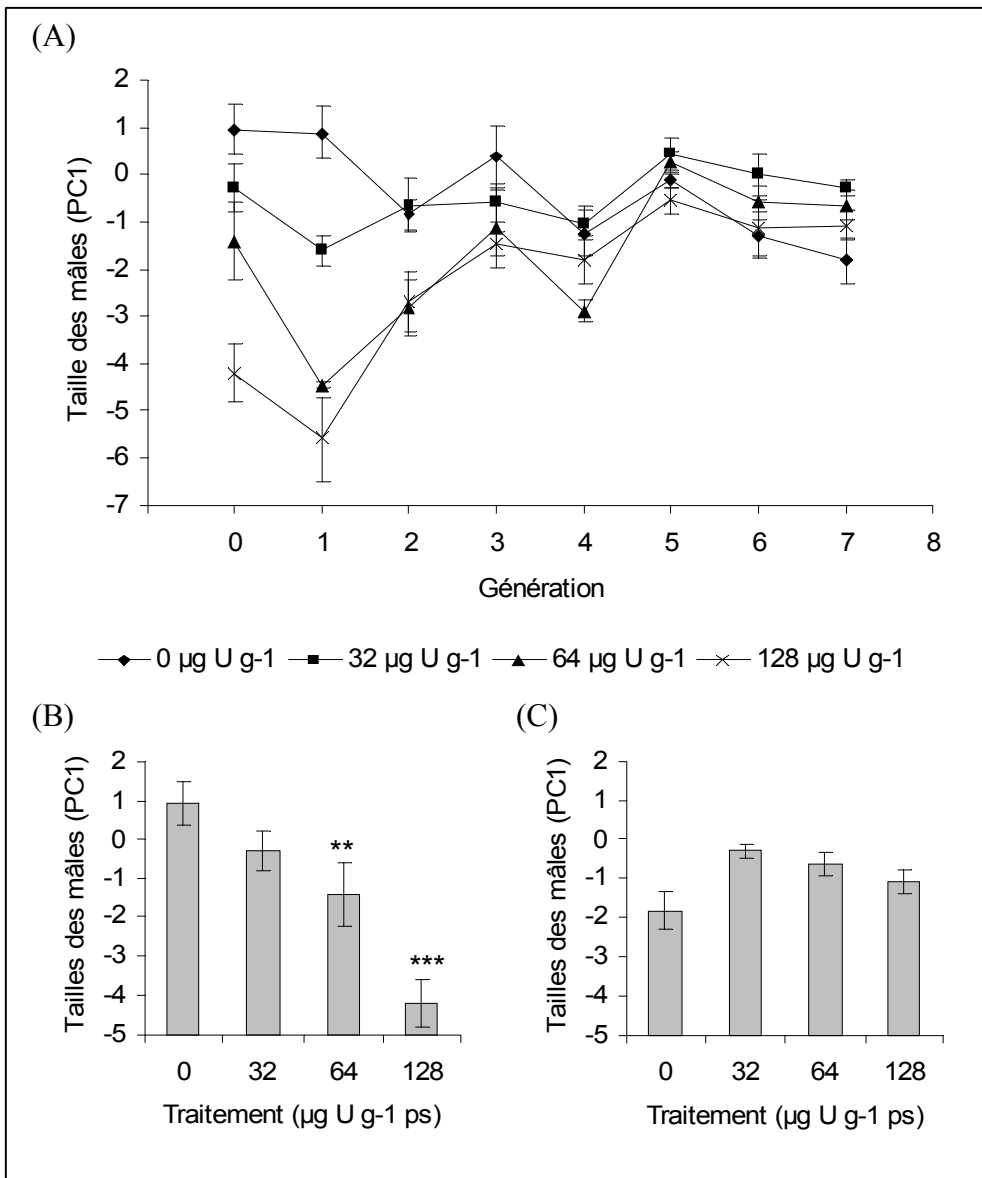 (A)
Taille des mâles (PC1)
2
1
0
-1
-2
-3
-4
-5
-6
-7
0 1 2 3 4 5 6 7 8
Génération
0 µg U g-1 32 µg U g-1 64 µg U g-1 128 µg U g-1
(B)
Tailles des mâles (PC1)
2
1
0
-1
-2
-3
-4
-5
**
***
0 32 64 128
Traitement (µg U g-1 ps)
(C)
Tailles des mâles (PC1)
2
1
0
-1
-2
-3
-4
-5
0 32 64 128
Traitement (µg U g-1 ps)